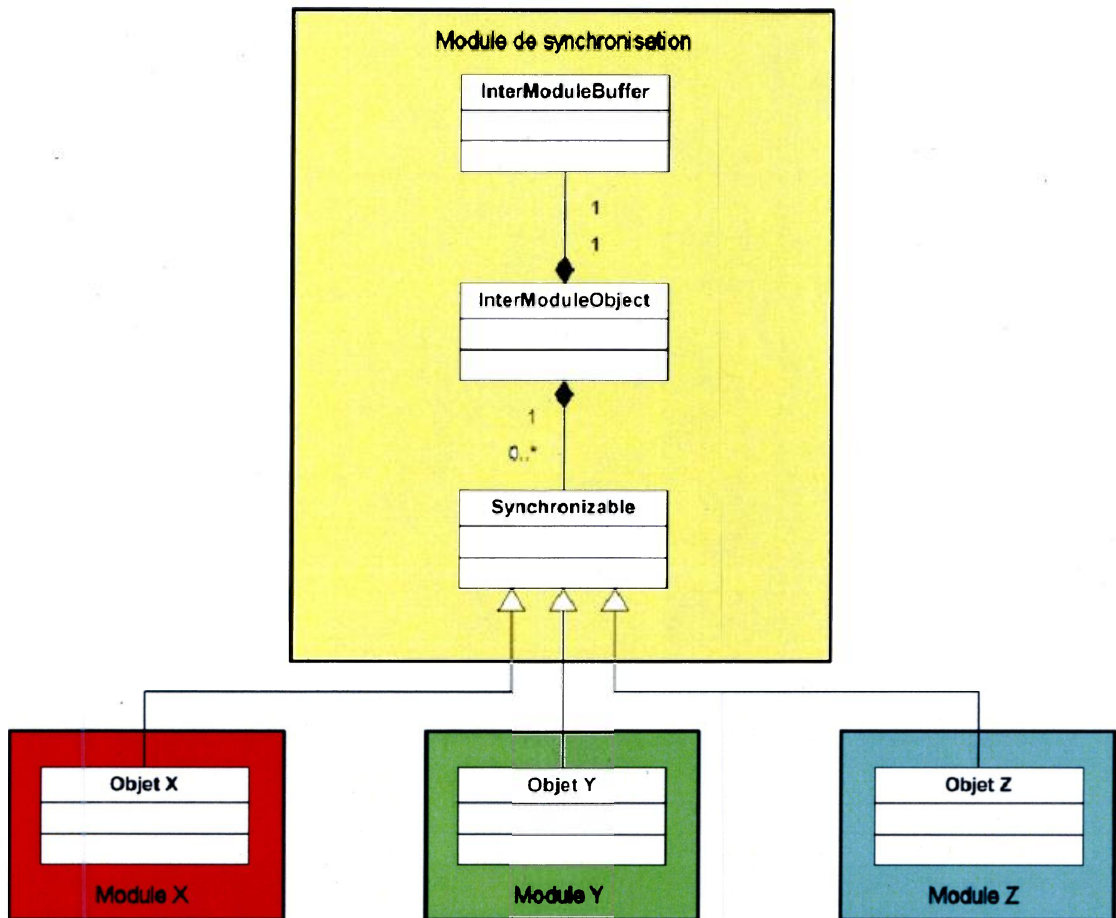 Module de synchronisation
InterModuleBuffer
1
1
InterModuleObject
1
0..*
Synchronizable
Objet X
Objet Y
Objet Z
Module X
Module Y
Module Z